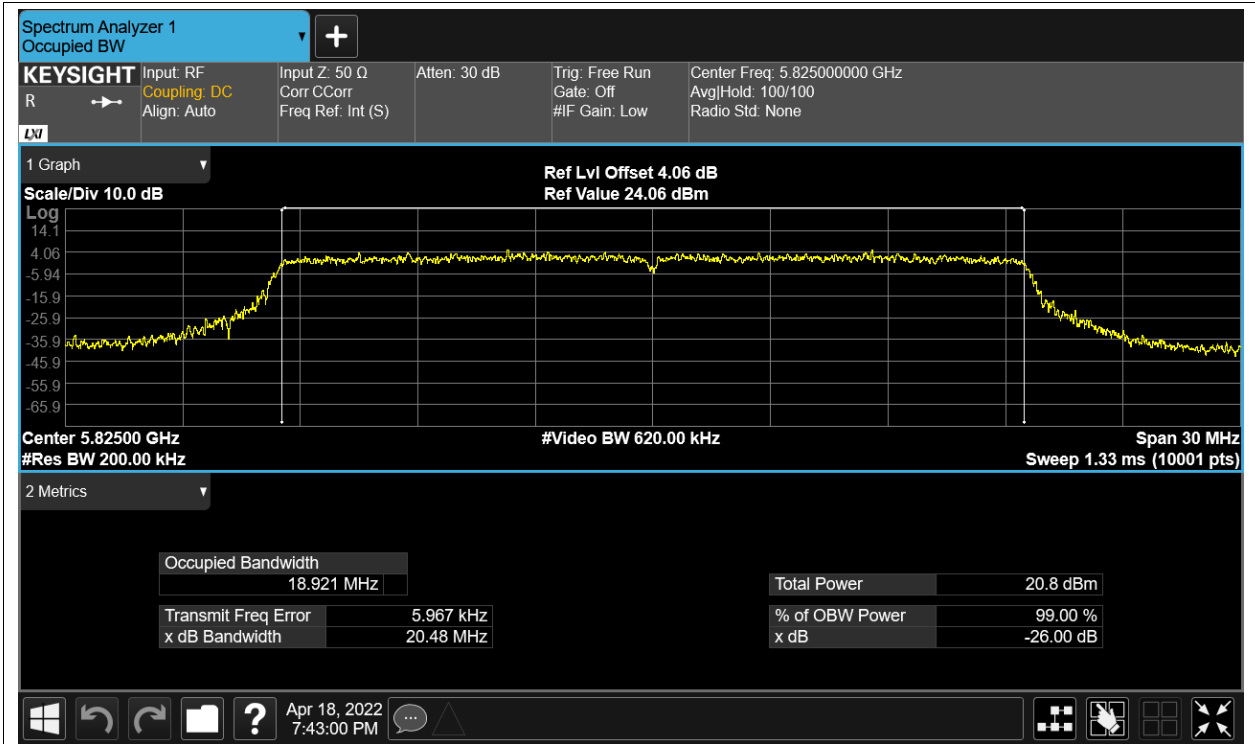 Spectrum Analyzer 1
Occupied BW
KEYSIGHT Input: RF Input Z: 50 Ω Atten: 30 dB Trig: Free Run Center Freq: 5.825000000 GHz
R Coupling: DC Corr CCorr Gate: Off Avg|Hold: 100/100
Align: Auto Freq Ref: Int (S) #IF Gain: Low Radio Std: None
LXI
1 Graph
Ref Lvl Offset 4.06 dB
Scale/Div 10.0 dB Ref Value 24.06 dBm
Log
14.1
4.06
-5.94
-15.9
-25.9
-35.9
-45.9
-55.9
-65.9
Center 5.82500 GHz #Video BW 620.00 kHz Span 30 MHz
#Res BW 200.00 kHz Sweep 1.33 ms (10001 pts)
2 Metrics
Occupied Bandwidth
18.921 MHz Total Power 20.8 dBm
Transmit Freq Error 5.967 kHz % of OBW Power 99.00 %
x dB Bandwidth 20.48 MHz x dB -26.00 dB
? Apr 18, 2022
7:43:00 PM